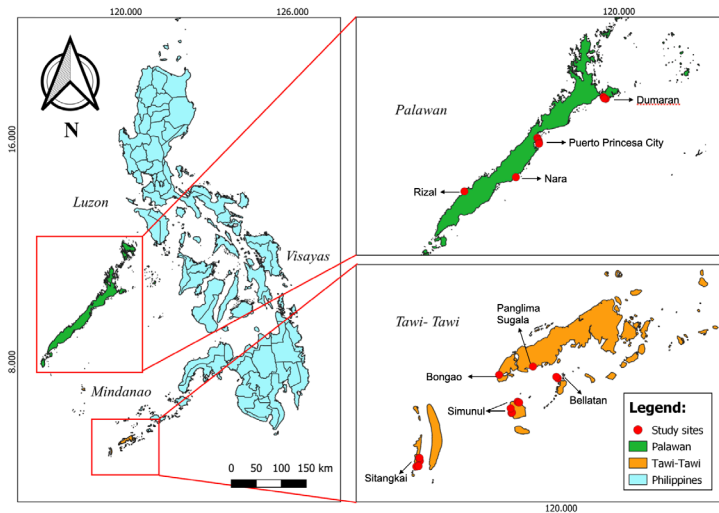 120.000
126.000
120.000
N
16.000
8.000
Luzon
Visayas
Mindanao
0 50 100 150 km
Palawan
Dumaran
Puerto Princesa City
Nara
Rizal
Tawi- Tawi
Panglima
Sugala
Bongao
Bellatan
Simunul
Sitangkai
Legend:
Study sites
Palawan
Tawi-Tawi
Philippines
120.000
120.000